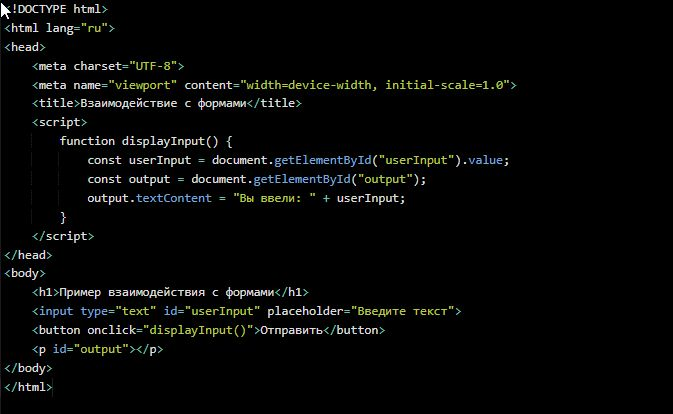 <!DOCTYPE html>
<html lang="ru">
<head>
    <meta charset="UTF-8">
    <meta name="viewport" content="width=device-width, initial-scale=1.0">
    <title>Взаимодействие с формами</title>
    <script>
        function displayInput() {
            const userInput = document.getElementById("userInput").value;
            const output = document.getElementById("output");
            output.textContent = "Вы ввели: " + userInput;
        }
    </script>
</head>
<body>
    <h1>Пример взаимодействия с формами</h1>
    <input type="text" id="userInput" placeholder="Введите текст">
    <button onclick="displayInput()">Отправить</button>
    <p id="output"></p>
</body>
</html>